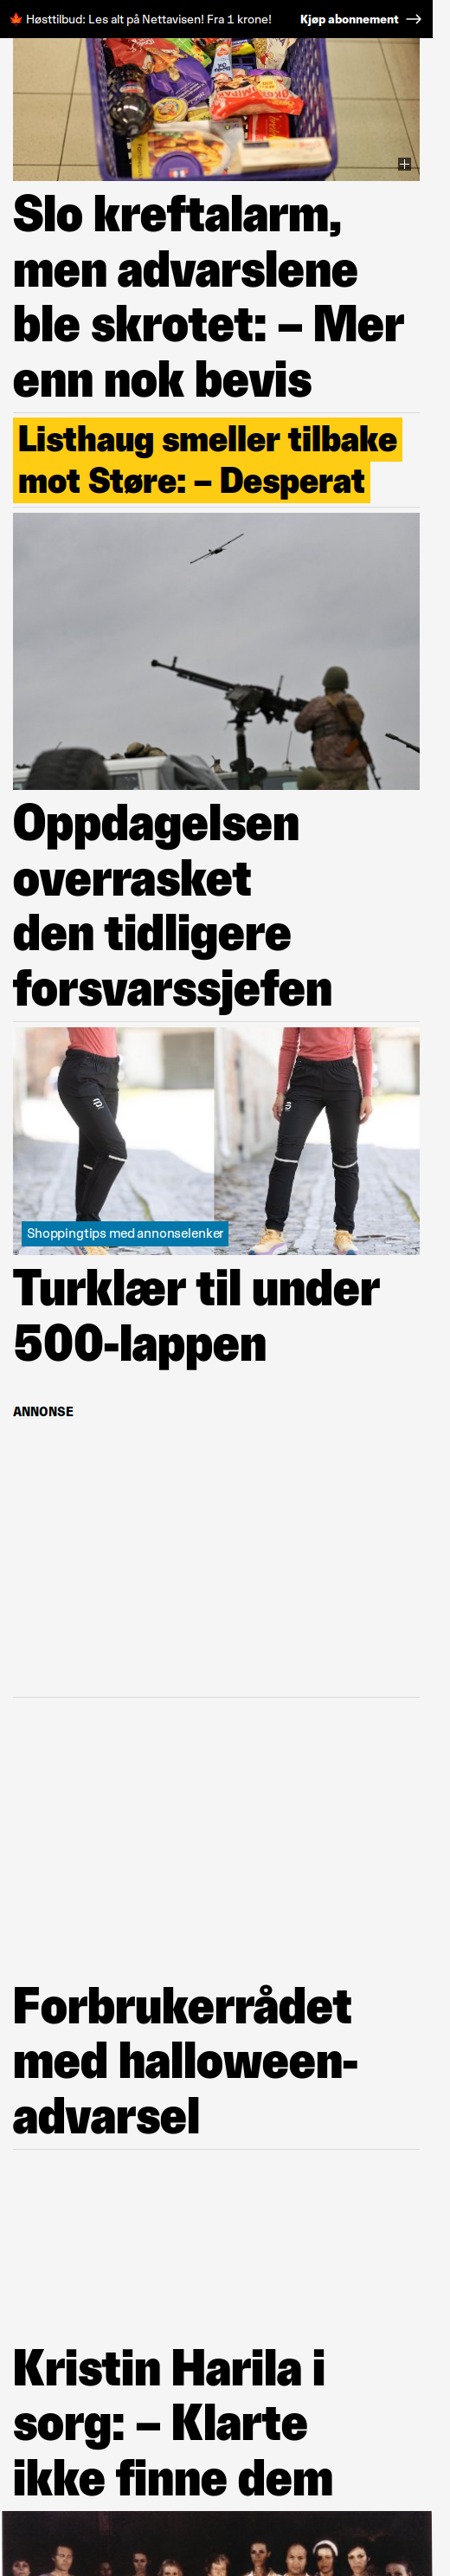 🍁 Høsttilbud: Les alt på Nettavisen! Fra 1 krone! Kjøp abonnement →
Slo kreftalarm,
men advarslene
ble skrotet: – Mer
enn nok bevis
Listhaug smeller tilbake
mot Støre: – Desperat
Oppdagelsen
overrasket
den tidligere
forsvarssjefen
Shoppingtips med annonselenker
Turklær til under
500-lappen
ANNONSE
Forbrukerrådet
med halloween-
advarsel
Kristin Harila i
sorg: – Klarte
ikke finne dem